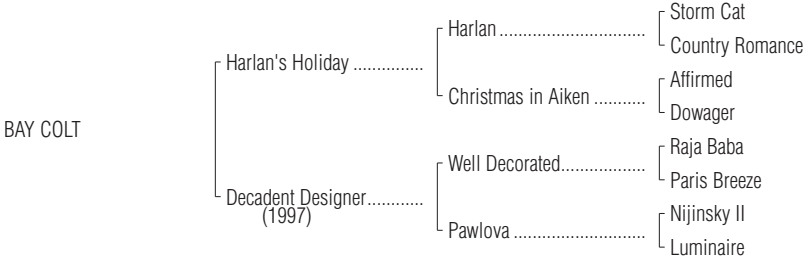 Storm Cat
Harlan ..............................
Country Romance
Harlan's Holiday ...............
Affirmed
Christmas in Aiken ...........
Dowager
BAY COLT
Raja Baba
Well Decorated..................
Paris Breeze
Decadent Designer............
(1997)
Nijinsky II
Pawlova ...........................
Luminaire